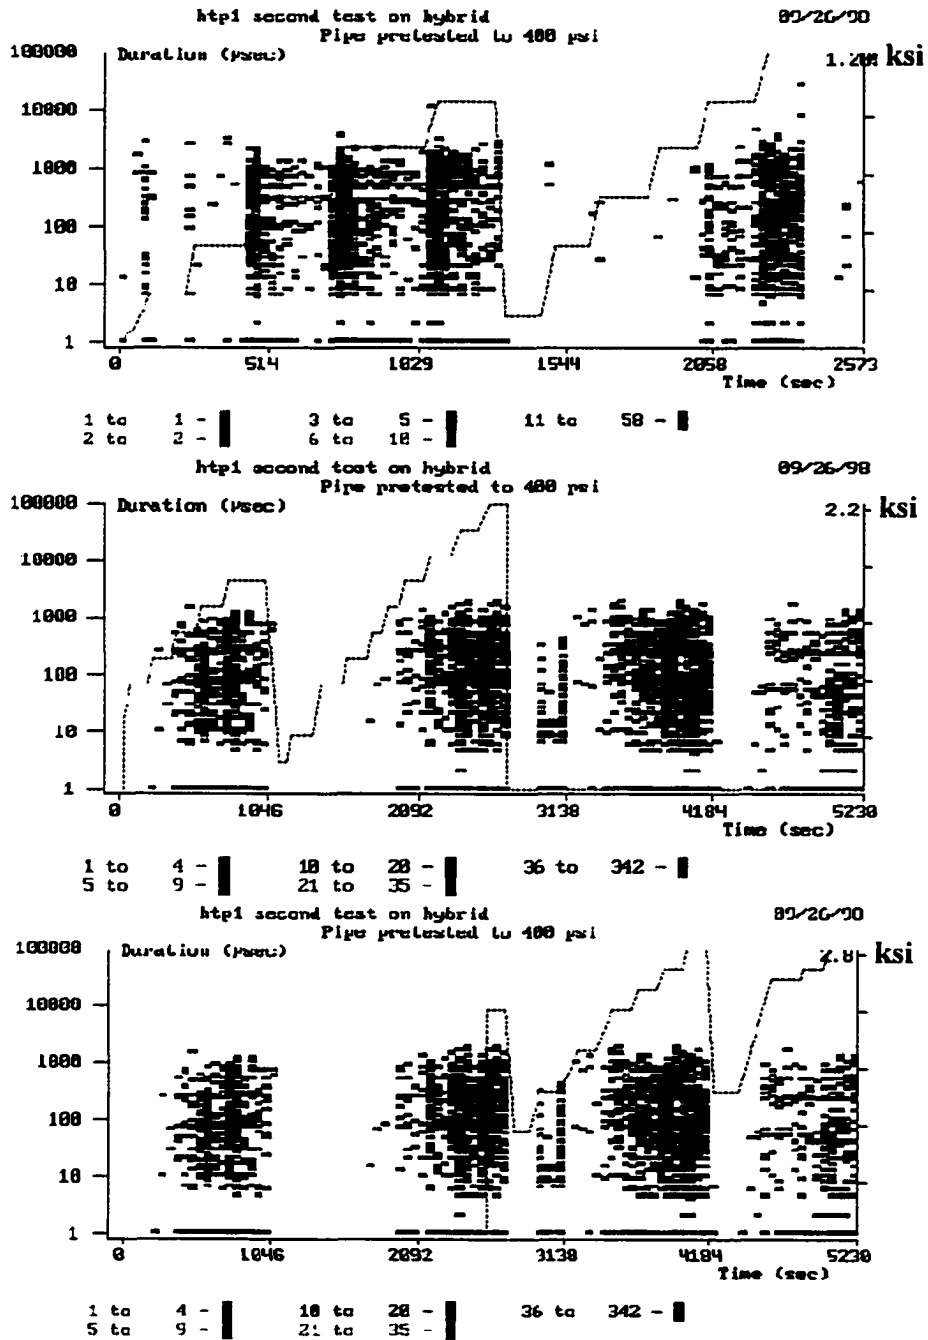 htp1 second test on hybrid 09/26/98
Pipe pretested to 400 psi
Duration (μsec) ksi
100000
10000
1000
100
10
1
0 514 1029 1544 2058 2573
Time (sec)
1 to 1 - 3 to 5 - 11 to 58 -
2 to 2 - 6 to 10 -
htp1 second test on hybrid 09/26/98
Pipe pretested to 400 psi
Duration (μsec) 2.2 ksi
100000
10000
1000
100
10
1
0 1046 2092 3138 4184 5230
Time (sec)
1 to 4 - 10 to 20 - 36 to 342 -
5 to 9 - 21 to 35 -
htp1 second test on hybrid 09/26/98
Pipe pretested to 400 psi
Duration (μsec) 2.8 ksi
100000
10000
1000
100
10
1
0 1046 2092 3138 4184 5230
Time (sec)
1 to 4 - 10 to 20 - 36 to 342 -
5 to 9 - 21 to 35 -